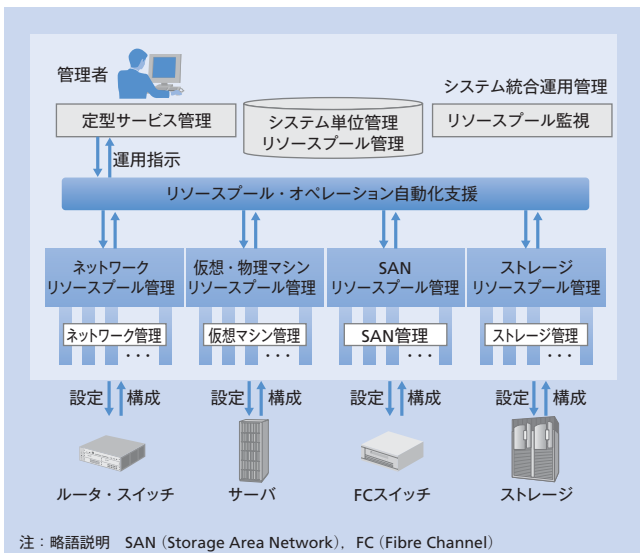 管理者
システム統合運用管理
定型サービス管理
システム単位管理
リソースプール管理
リソースプール監視
運用指示
リソースプール・オペレーション自動化支援
ネットワーク
リソースプール管理
仮想・物理マシン
リソースプール管理
SAN
リソースプール管理
ストレージ
リソースプール管理
ネットワーク管理
・・・
仮想マシン管理
・・・
SAN管理
・・・
ストレージ管理
・・・
設定 構成
設定 構成
設定 構成
設定 構成
ルータ・スイッチ
サーバ
FCスイッチ
ストレージ
注：略語説明 SAN（Storage Area Network），FC（Fibre Channel）